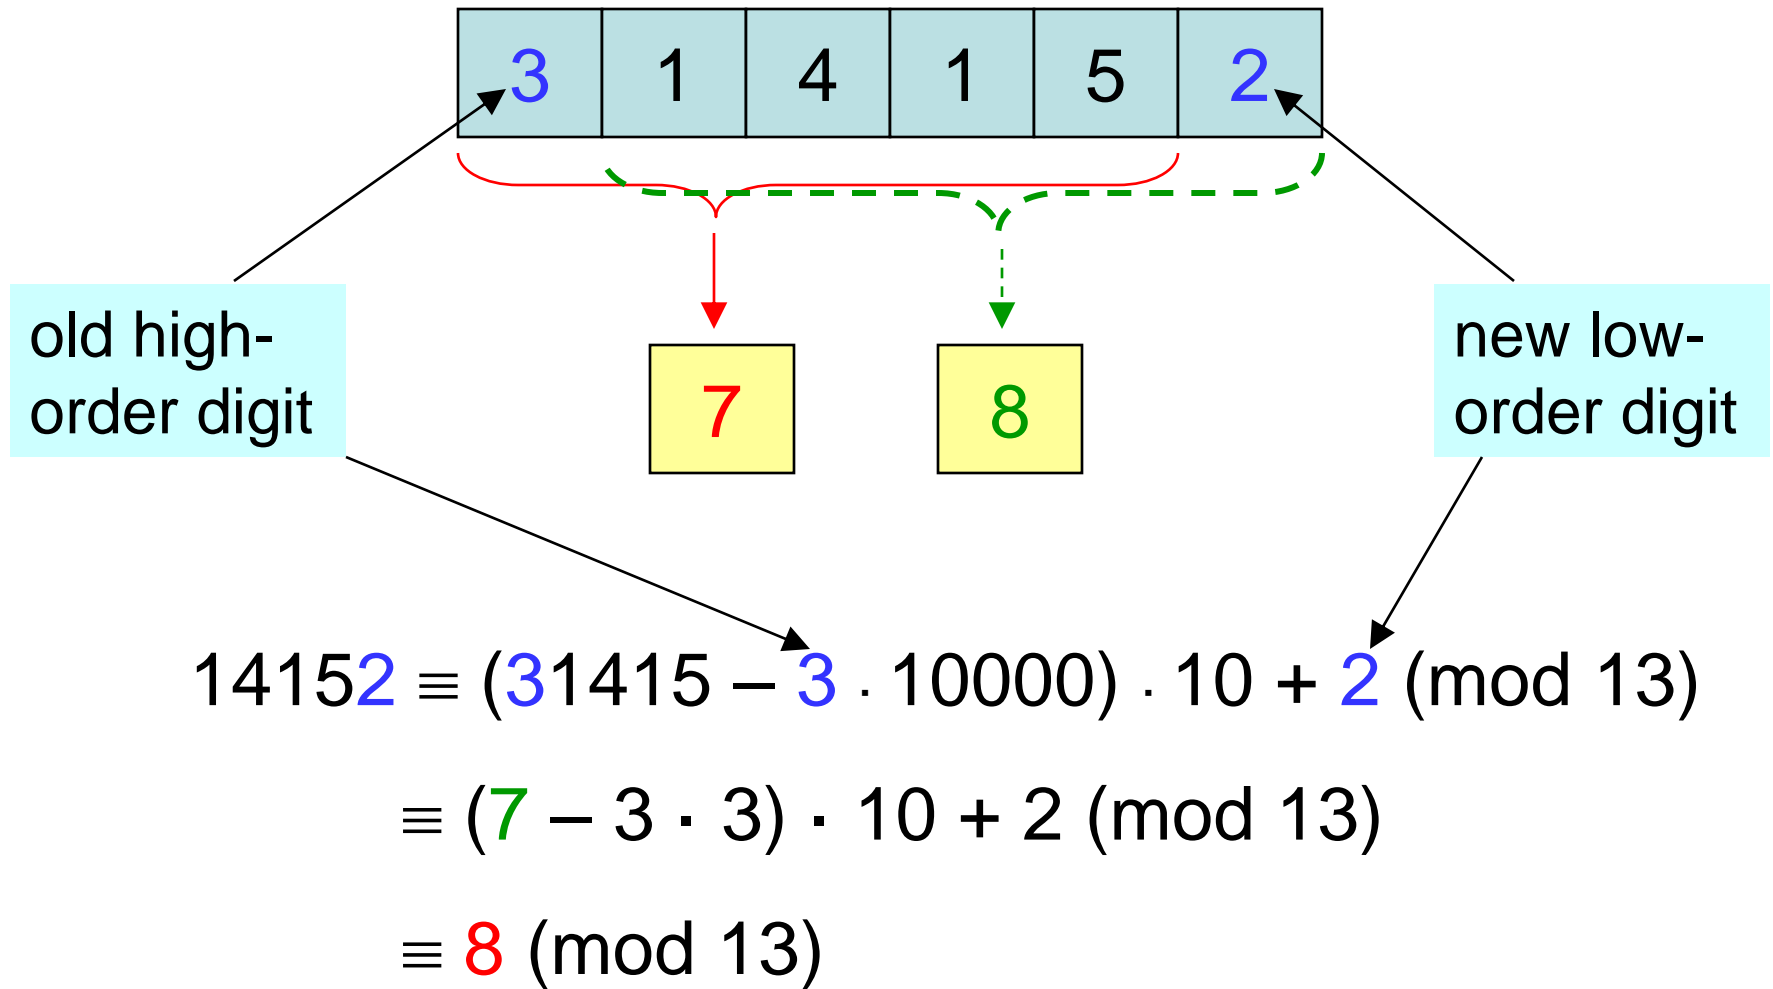 3 1 4 1 5 2
old high-
order digit
7
8
new low-
order digit
14152 ≡ (31415 – 3 · 10000) · 10 + 2 (mod 13)
≡ (7 – 3 · 3) · 10 + 2 (mod 13)
≡ 8 (mod 13)